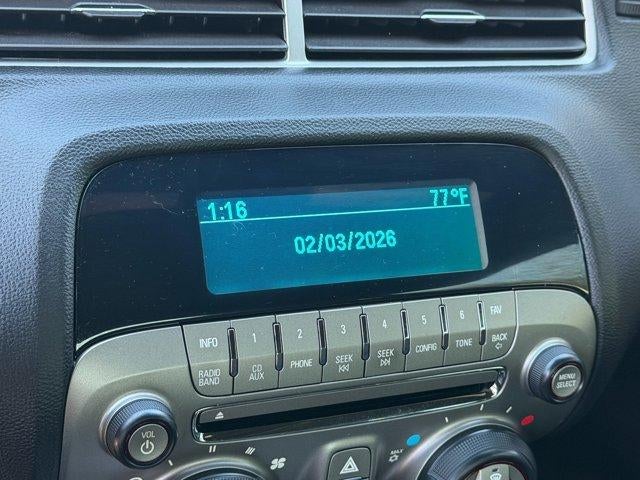 1:16 77°F
02/03/2026
INFO 1 2 3 4 5 6 FAV
RADIO BAND CD AUX PHONE SEEK SEEK CONFIG TONE BACK
MENU SELECT
VOL
MAX